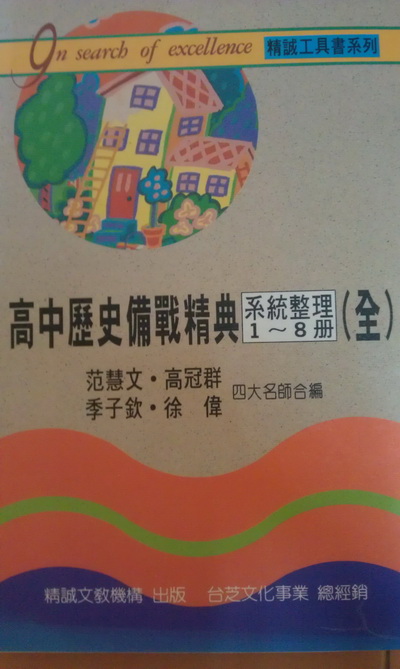 In search of excellence 精誠工具書系列
高中歷史備戰精典 系統整理 1～8册 (全)
范慧文·高冠群
季子欽·徐偉
四大名師合編
精誠文教機構 出版 台芝文化事業 總經銷